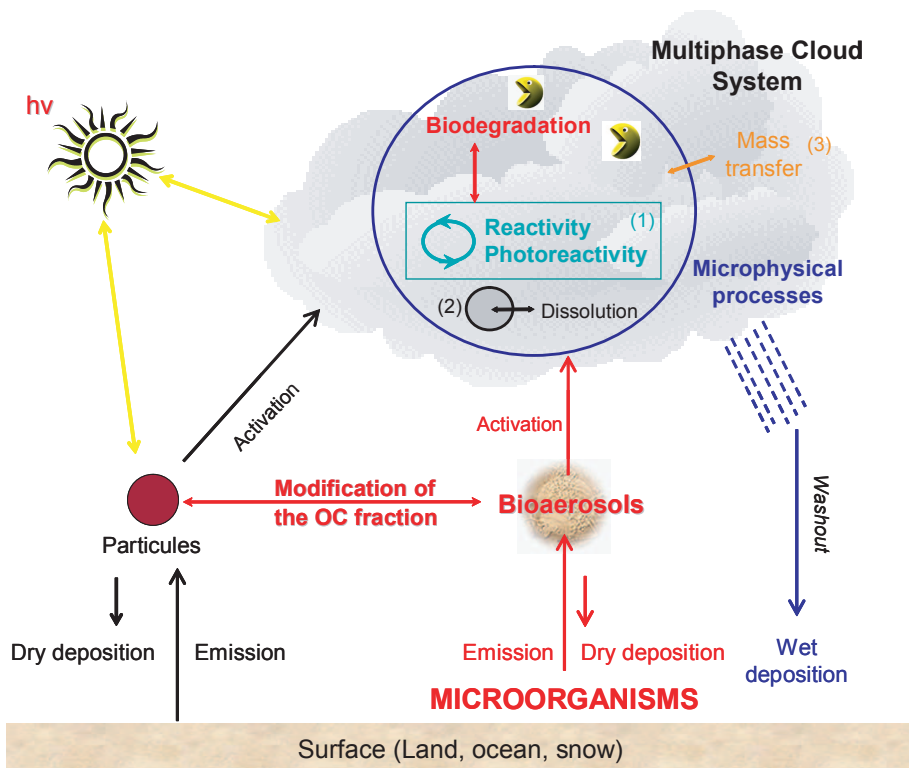 Multiphase Cloud
System
hν
Biodegradation
Mass (3)
transfer
Reactivity (1)
Photoreactivity
Microphysical
processes
(2) Dissolution
Activation
Activation
Modification of
the OC fraction
Bioaerosols
Washout
Particules
Dry deposition
Emission
Emission
Dry deposition
Wet
deposition
MICROORGANISMS
Surface (Land, ocean, snow)